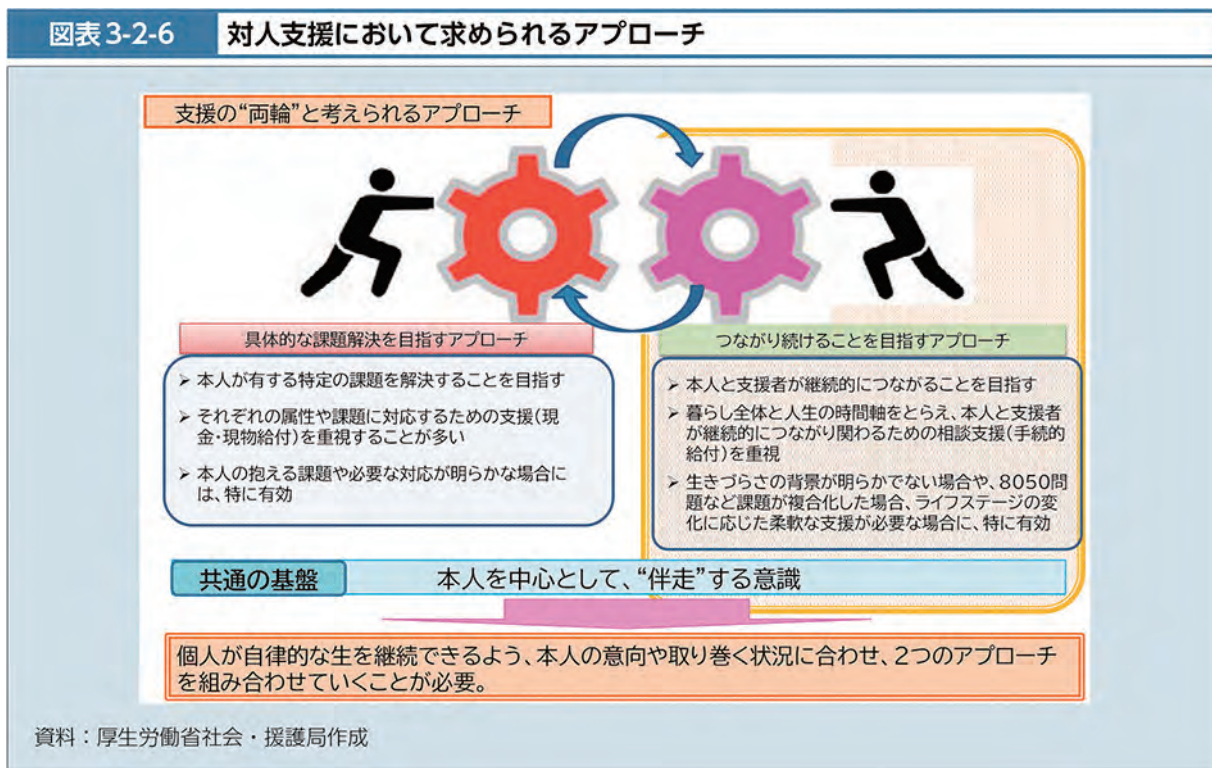 図表3-2-6 対人支援において求められるアプローチ
支援の“両輪”と考えられるアプローチ
具体的な課題解決を目指すアプローチ
➢ 本人が有する特定の課題を解決することを目指す
➢ それぞれの属性や課題に対応するための支援(現
金・現物給付)を重視することが多い
➢ 本人の抱える課題や必要な対応が明らかな場合に
は、特に有効
つながり続けることを目指すアプローチ
➢ 本人と支援者が継続的につながることを目指す
➢ 暮らし全体と人生の時間軸をとらえ、本人と支援者
が継続的につながり関わるための相談支援(手続的
給付)を重視
➢ 生きづらさの背景が明らかでない場合や、8050問
題など課題が複合化した場合、ライフステージの変
化に応じた柔軟な支援が必要な場合に、特に有効
共通の基盤 本人を中心として、“伴走”する意識
個人が自律的な生を継続できるよう、本人の意向や取り巻く状況に合わせ、2つのアプローチ
を組み合わせていくことが必要。
資料:厚生労働省社会・援護局作成